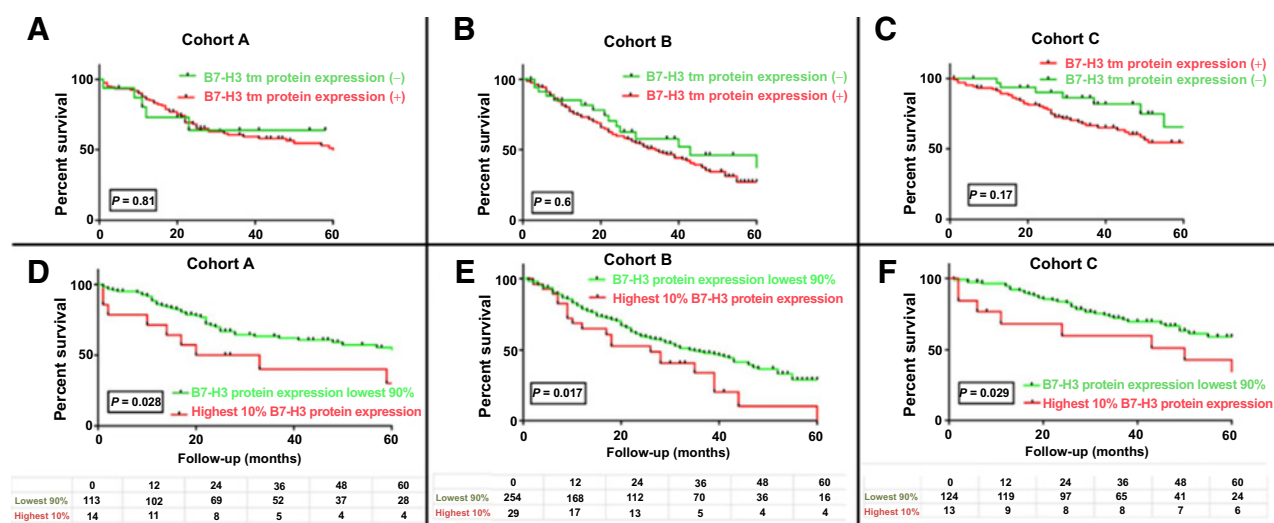 A
Cohort A
B7-H3 tm protein expression (−)
B7-H3 tm protein expression (+)
Percent survival
100
50
0
P = 0.81
0 20 40 60
B
Cohort B
B7-H3 tm protein expression (−)
B7-H3 tm protein expression (+)
Percent survival
100
50
0
P = 0.6
0 20 40 60
C
Cohort C
B7-H3 tm protein expression (+)
B7-H3 tm protein expression (−)
Percent survival
100
50
0
P = 0.17
0 20 40 60
D
Cohort A
Percent survival
100
50
0
B7-H3 protein expression lowest 90%
Highest 10% B7-H3 protein expression
P = 0.028
0 20 40 60
Follow-up (months)
0 12 24 36 48 60
Lowest 90% 113 102 69 52 37 28
Highest 10% 14 11 8 5 4 4
E
Cohort B
B7-H3 protein expression lowest 90%
Highest 10% B7-H3 protein expression
Percent survival
100
50
0
P = 0.017
0 20 40 60
Follow-up (months)
0 12 24 36 48 60
Lowest 90% 254 168 112 70 36 16
Highest 10% 29 17 13 5 4 4
F
Cohort C
Percent survival
100
50
0
B7-H3 protein expression lowest 90%
Highest 10% B7-H3 protein expression
P = 0.029
0 20 40 60
Follow-up (months)
0 12 24 36 48 60
Lowest 90% 124 119 97 65 41 24
Highest 10% 13 9 8 8 7 6